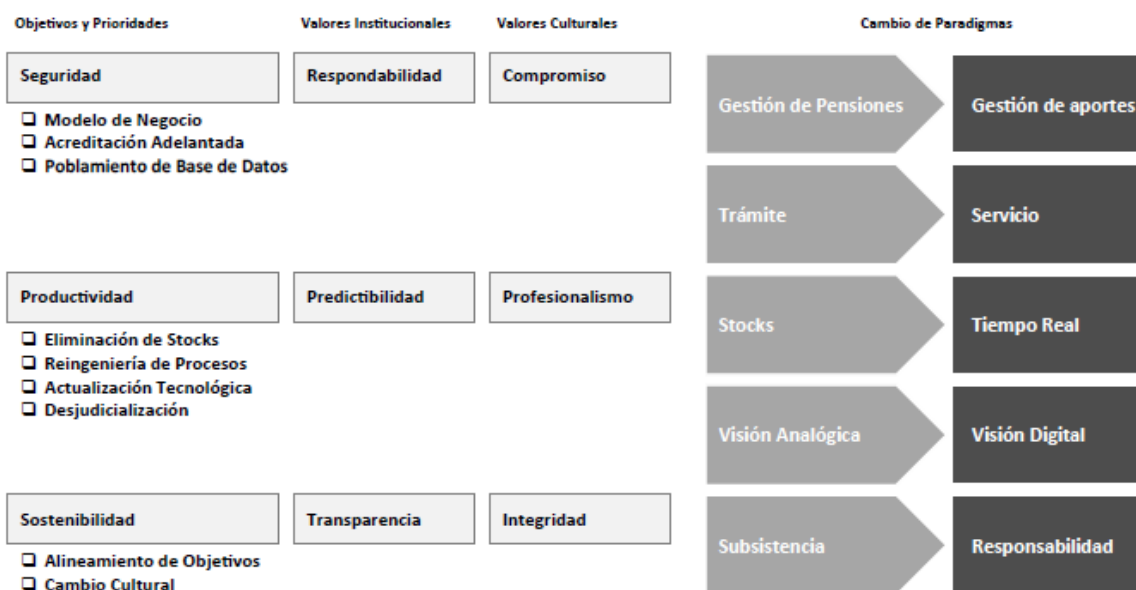 Objetivos y Prioridades
Valores Institucionales
Valores Culturales
Cambio de Paradigmas
Seguridad
Respondabilidad
Compromiso
Modelo de Negocio
Acreditación Adelantada
Poblamiento de Base de Datos
Productividad
Predictibilidad
Profesionalismo
Eliminación de Stocks
Reingeniería de Procesos
Actualización Tecnológica
Desjudicialización
Sostenibilidad
Transparencia
Integridad
Alineamiento de Objetivos
Cambio Cultural
Gestión de Pensiones
Gestión de aportes
Trámite
Servicio
Stocks
Tiempo Real
Visión Analógica
Visión Digital
Subsistencia
Responsabilidad